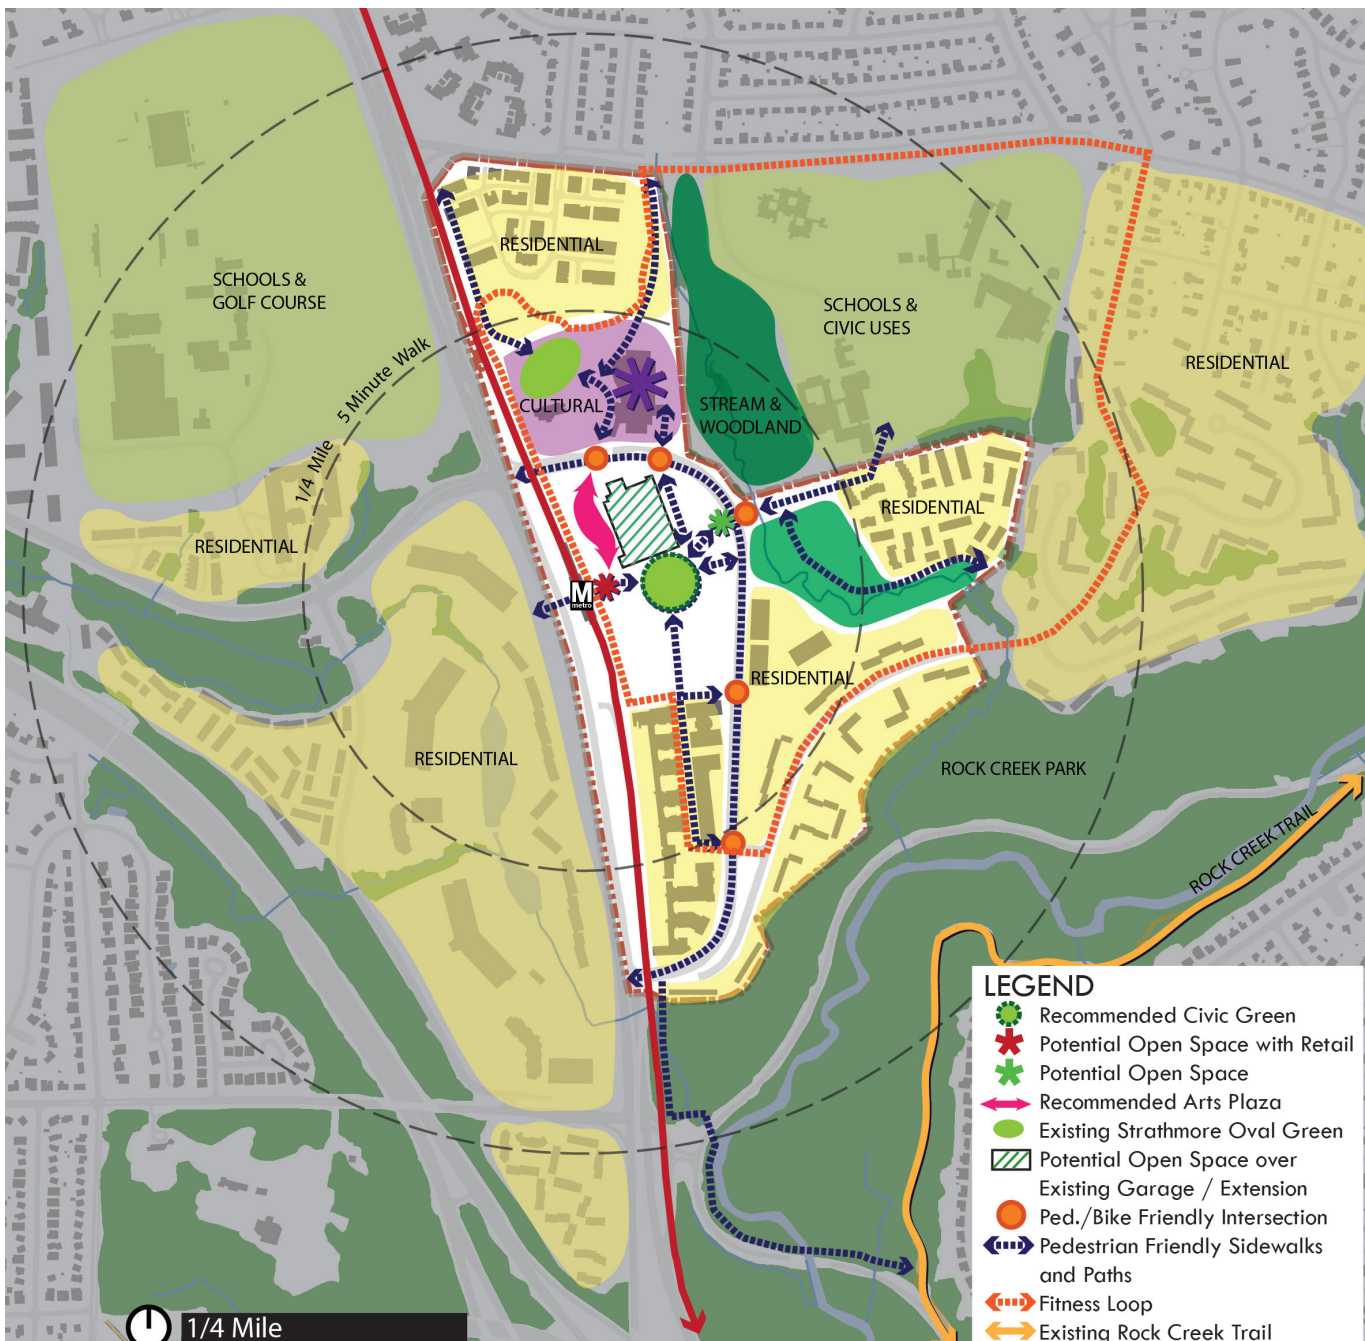 RESIDENTIAL
SCHOOLS &
GOLF COURSE
SCHOOLS &
CIVIC USES
RESIDENTIAL
1/4 Mile 5 Minute Walk
CULTURAL
STREAM &
WOODLAND
RESIDENTIAL
RESIDENTIAL
M
metro
RESIDENTIAL
RESIDENTIAL
ROCK CREEK PARK
ROCK CREEK TRAIL
LEGEND
Recommended Civic Green
Potential Open Space with Retail
Potential Open Space
Recommended Arts Plaza
Existing Strathmore Oval Green
Potential Open Space over
Existing Garage / Extension
Ped./Bike Friendly Intersection
Pedestrian Friendly Sidewalks
and Paths
Fitness Loop
Existing Rock Creek Trail
1/4 Mile